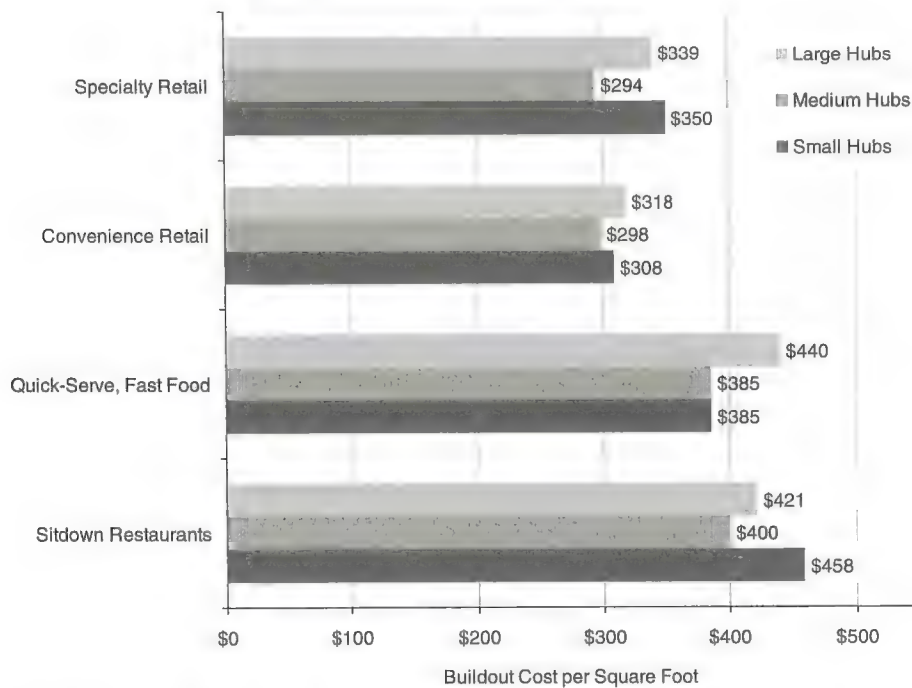 $339
Large Hubs
Specialty Retail
$294
Medium Hubs
$350
Small Hubs
$318
Convenience Retail
$298
$308
$440
Quick-Serve, Fast Food
$385
$385
$421
Sitdown Restaurants
$400
$458
$0 $100 $200 $300 $400 $500
Buildout Cost per Square Foot